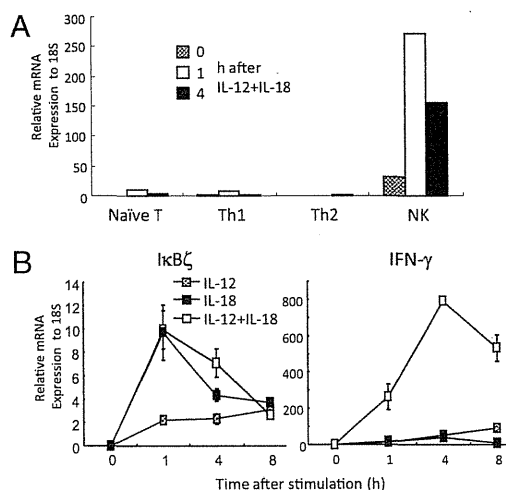 A
Relative mRNA
Expression to 18S
300
250
200
150
100
50
0
0
1 h after
4 IL-12+IL-18
Naïve T Th1 Th2 NK
B
IκBζ
IFN-γ
Relative mRNA
Expression to 18S
14
12
10
8
6
4
2
0
IL-12
IL-18
IL-12+IL-18
800
600
400
200
0
0 1 4 8
0 1 4 8
Time after stimulation (h)